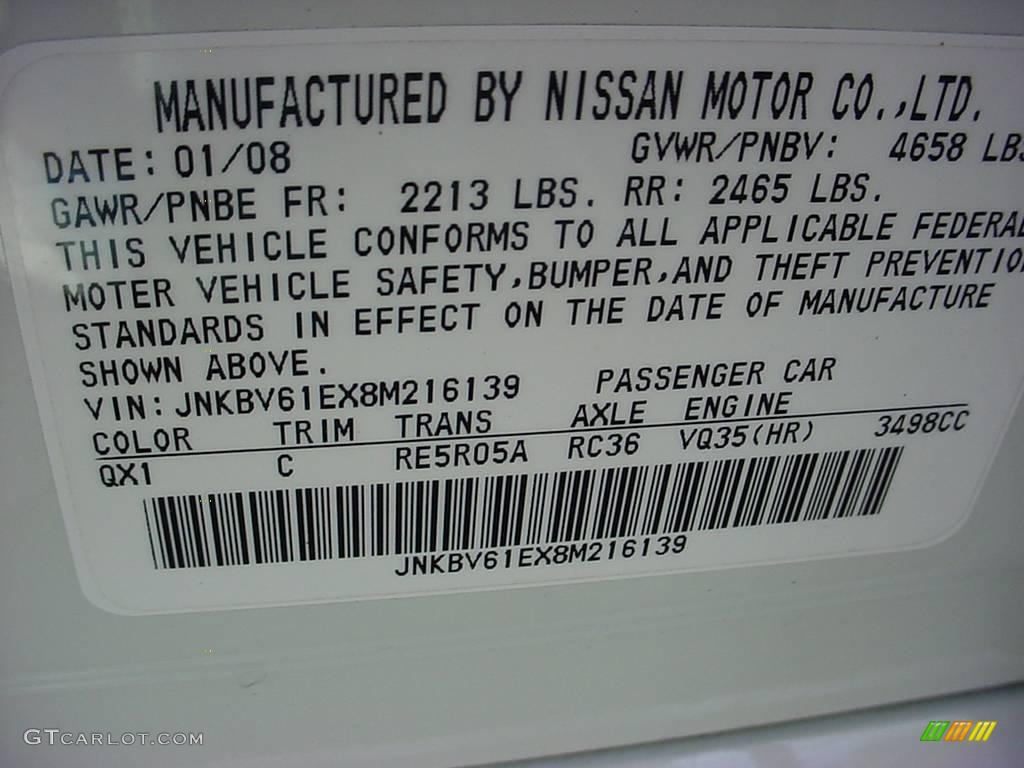 MANUFACTURED BY NISSAN MOTOR CO.,LTD.
DATE: 01/08 GVWR/PNBV: 4658 LBS
GAWR/PNBE FR: 2213 LBS. RR: 2465 LBS.
THIS VEHICLE CONFORMS TO ALL APPLICABLE FEDERAL
MOTER VEHICLE SAFETY,BUMPER,AND THEFT PREVENTION
STANDARDS IN EFFECT ON THE DATE OF MANUFACTURE
SHOWN ABOVE.
VIN: JNKBV61EX8M216139 PASSENGER CAR
COLOR TRIM TRANS AXLE ENGINE
QX1 C RE5R05A RC36 VQ35(HR) 3498CC
JNKBV61EX8M216139
GTCARLOT.COM